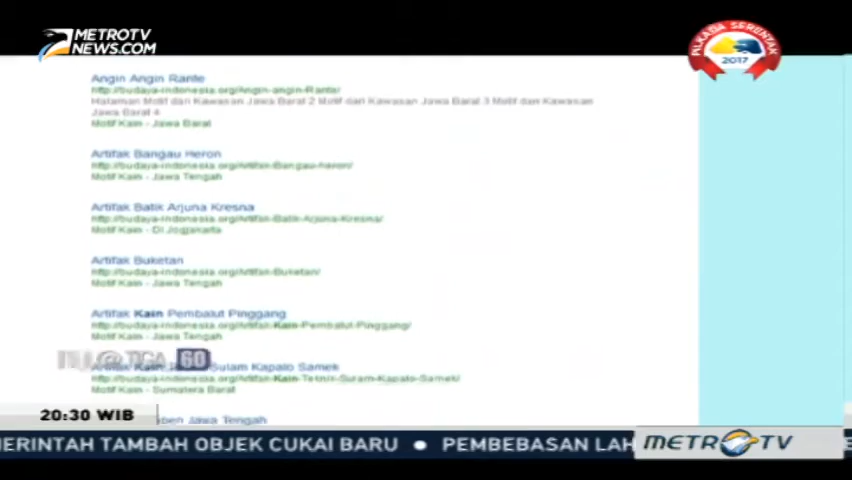 METROTV
NEWS.COM
PILKADA SERENTAK
2017
Angin Angin Rante
http://budaya-indonesia.org/Angin-angin-Rante/
Halaman Motif dan Kawasan Jawa Barat 2 Motif dan Kawasan Jawa Barat 3 Motif dan Kawasan
Jawa Barat 4
Motif Kain - Jawa Barat
Artifak Bangau Heron
http://budaya-indonesia.org/Artifak-Bangau-heron/
Motif Kain - Jawa Tengah
Artifak Batik Arjuna Kresna
http://budaya-indonesia.org/Artifak-Batik-Arjuna-Kresna/
Motif Kain - DI Jogjakarta
Artifak Buketan
http://budaya-indonesia.org/Artifak-Buketan/
Motif Kain - Jawa Tengah
Artifak Kain Pembalut Pinggang
http://budaya-indonesia.org/Artifak-Kain-Pembalut-Pinggang/
Motif Kain - Jawa Tengah
60
Sulam Kapalo Samek
http://budaya-indonesia.org/Artifak-Kain-Teknik-Sulam-Kapalo-Samek/
Motif Kain - Sumatera Barat
Jawa Tengah
20:30 WIB
MERINTAH TAMBAH OBJEK CUKAI BARU ● PEMBEBASAN LAH
METRO TV